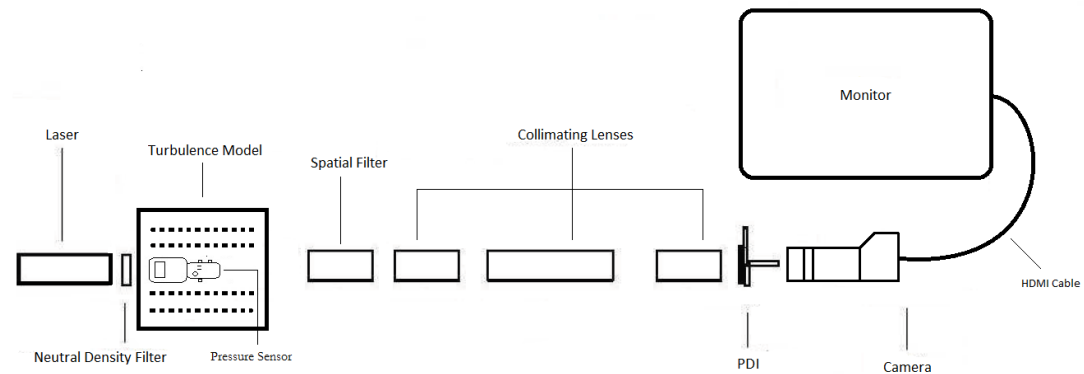 Monitor
Laser
Collimating Lenses
Turbulence Model
Spatial Filter
HDMI Cable
Neutral Density Filter
Pressure Sensor
PDI
Camera